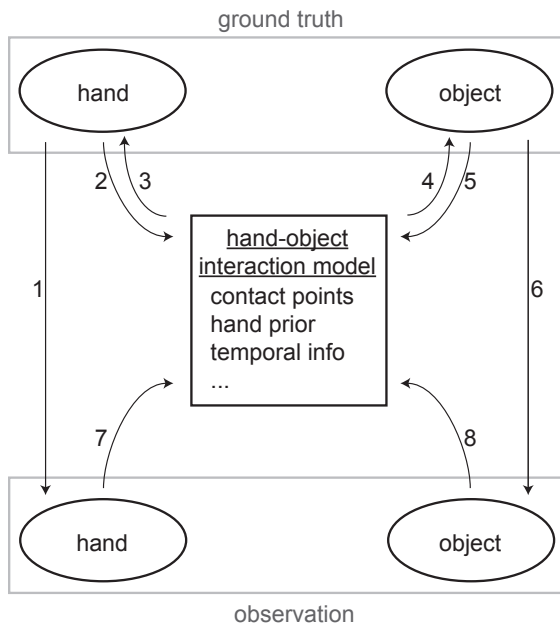 ground truth
hand
object
2
3
4
5
hand-object
interaction model
contact points
hand prior
temporal info
...
1
6
7
8
hand
object
observation